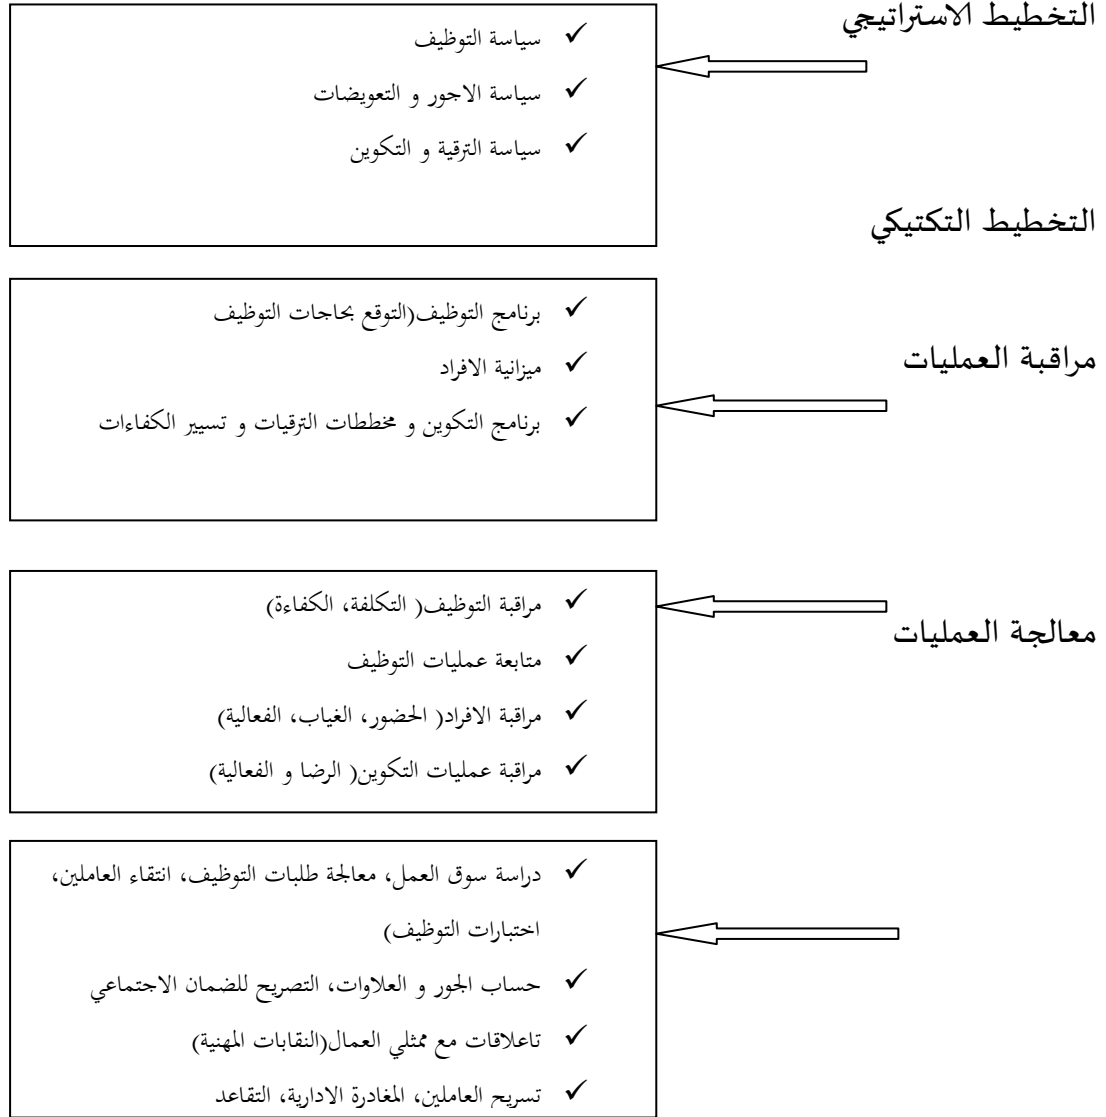 التخطيط الاستراتيجي
✓ سياسة التوظيف
✓ سياسة الاجور و التعويضات
✓ سياسة الترقية و التكوين
التخطيط التكتيكي
✓ برنامج التوظيف(التوقع بحاجات التوظيف
مراقبة العمليات
✓ ميزانية الافراد
✓ برنامج التكوين و مخططات الترقيات و تسيير الكفاءات
✓ مراقبة التوظيف( التكلفة، الكفاءة)
معالجة العمليات
✓ متابعة عمليات التوظيف
✓ مراقبة الافراد( الحضور، الغياب، الفعالية)
✓ مراقبة عمليات التكوين( الرضا و الفعالية)
✓ دراسة سوق العمل، معالجة طلبات التوظيف، انتقاء العاملين،
اختبارات التوظيف)
✓ حساب الجور و العلاوات، التصريح للضمان الاجتماعي
✓ تاعلاقات مع ممثلي العمال(النقابات المهنية)
✓ تسريح العاملين، المغادرة الادارية، التقاعد